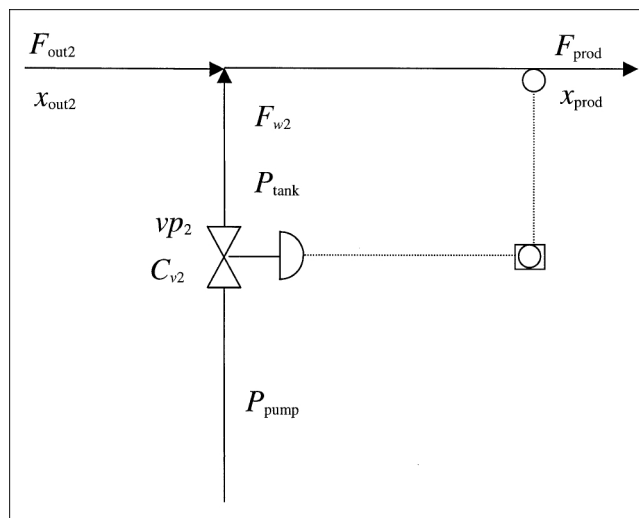 F_out2
F_prod
x_out2
x_prod
F_w2
P_tank
vp_2
C_v2
P_pump